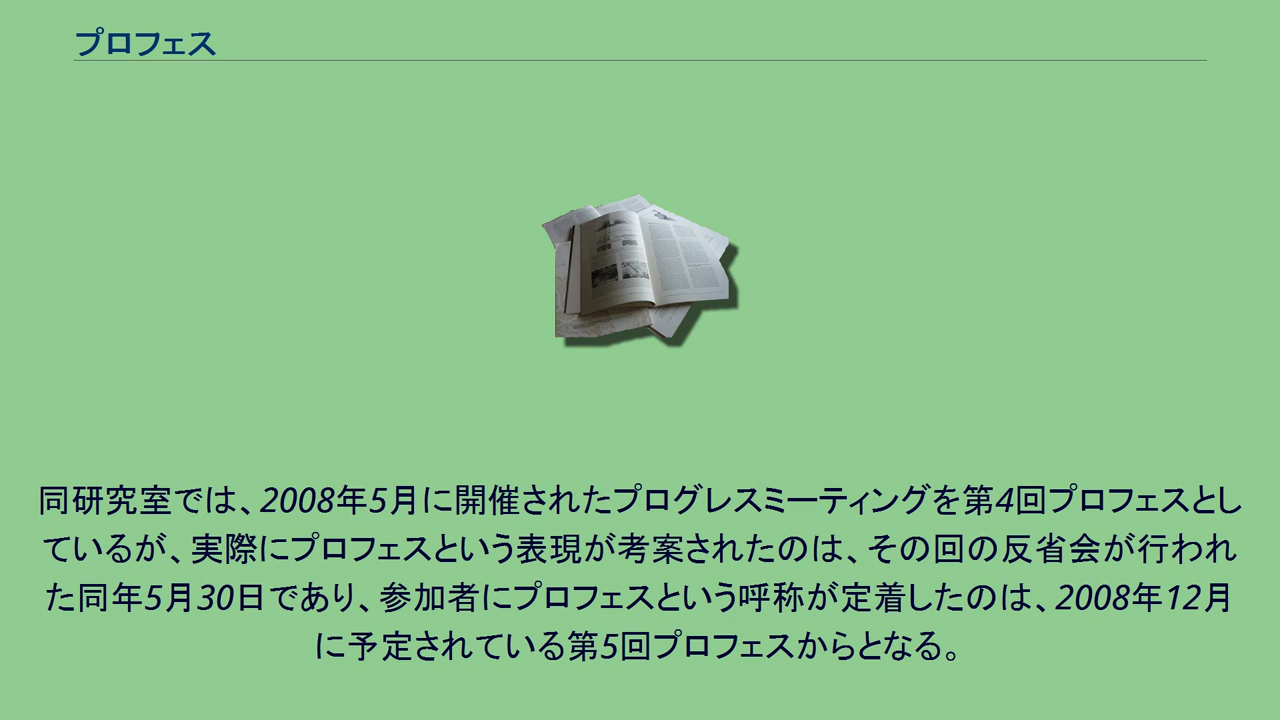 プロフェス
同研究室では、2008年5月に開催されたプログレスミーティングを第4回プロフェスとし
ているが、実際にプロフェスという表現が考案されたのは、その回の反省会が行われ
た同年5月30日であり、参加者にプロフェスという呼称が定着したのは、2008年12月
に予定されている第5回プロフェスからとなる。